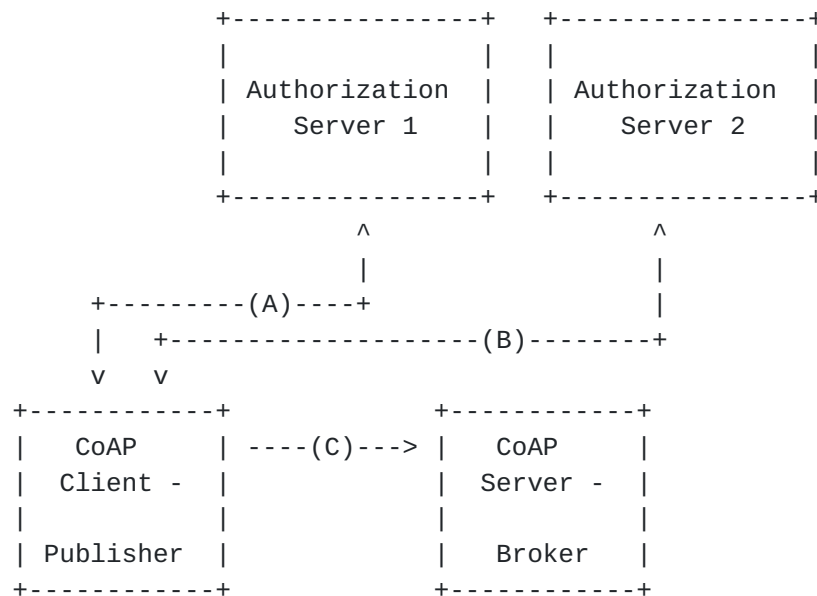 +----------------+   +----------------+
|                |   |                |
| Authorization  |   | Authorization  |
|    Server 1    |   |    Server 2    |
|                |   |                |
+----------------+   +----------------+
         ^                  ^
         |                  |
+---------(A)----+          |
|   +--------------------(B)--------+
v   v
+------------+             +------------+
|   CoAP     | ----(C)---> |   CoAP     |
|  Client -  |             |  Server -  |
|            |             |            |
| Publisher  |             |   Broker   |
+------------+             +------------+